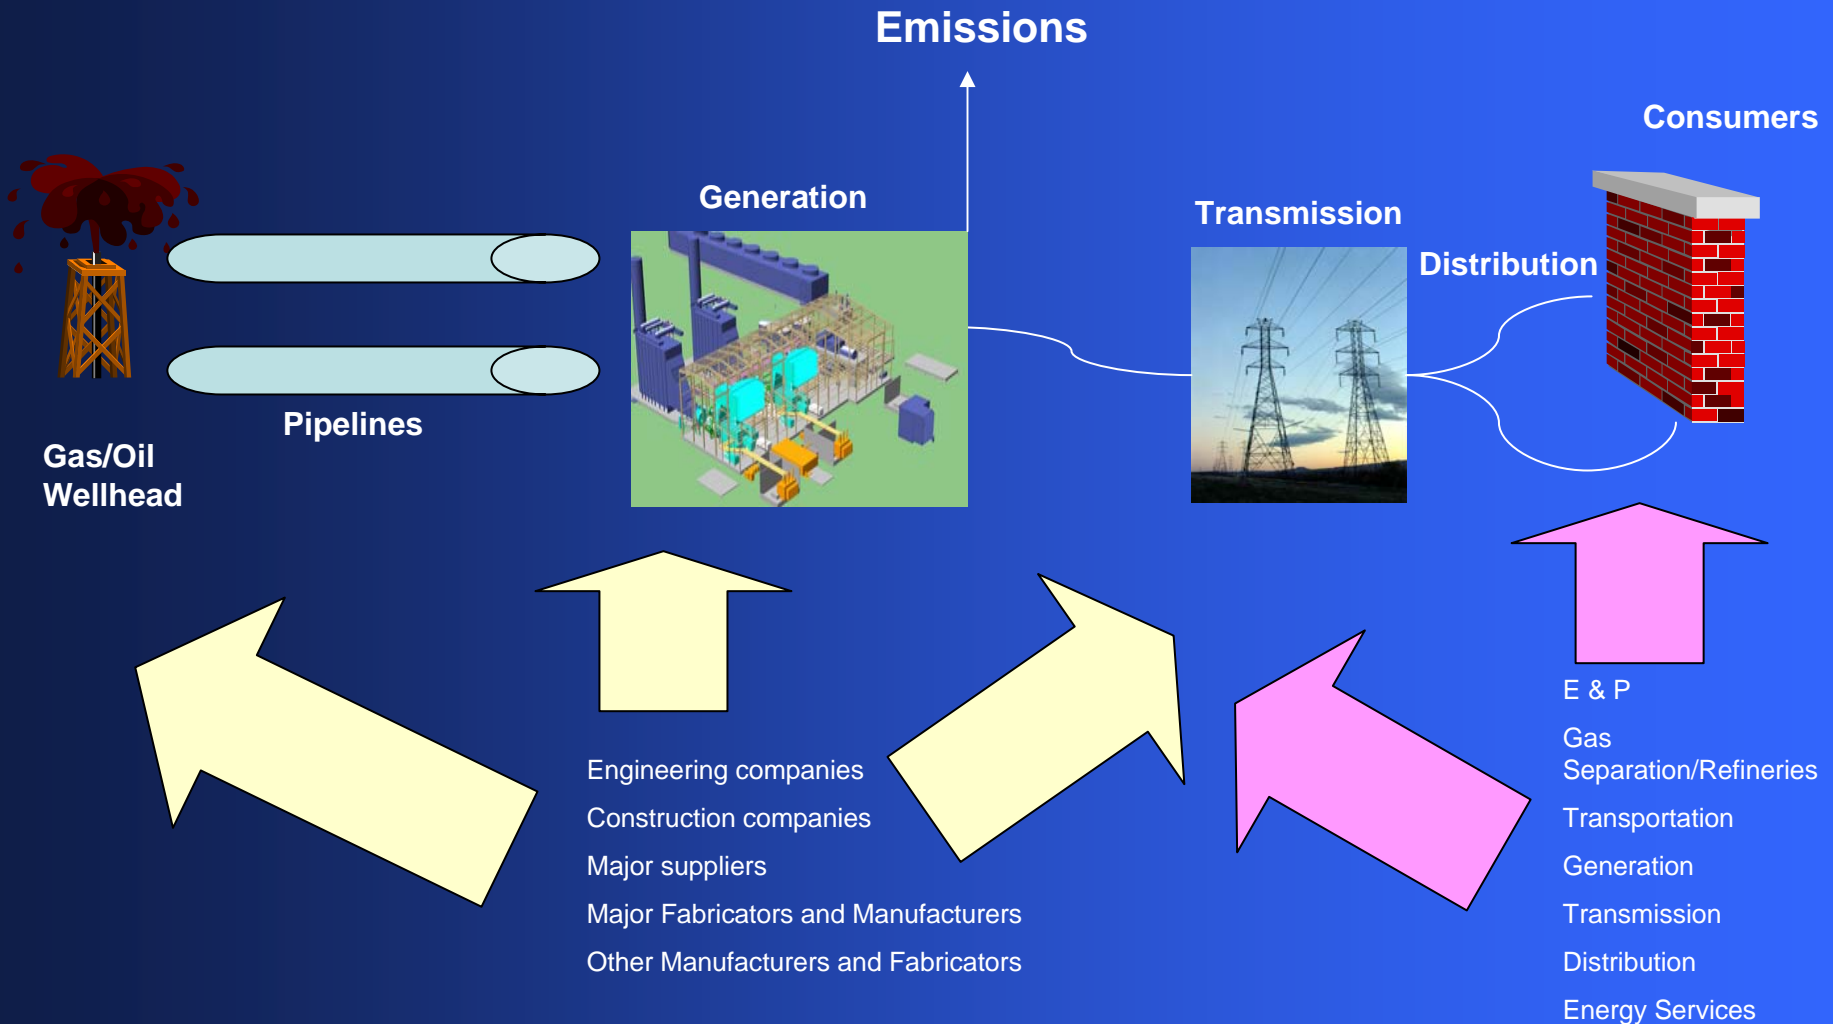 Emissions
Consumers
Generation
Transmission
Distribution
Pipelines
Gas/Oil
Wellhead
Engineering companies
Construction companies
Major suppliers
Major Fabricators and Manufacturers
Other Manufacturers and Fabricators
E & P
Gas
Separation/Refineries
Transportation
Generation
Transmission
Distribution
Energy Services